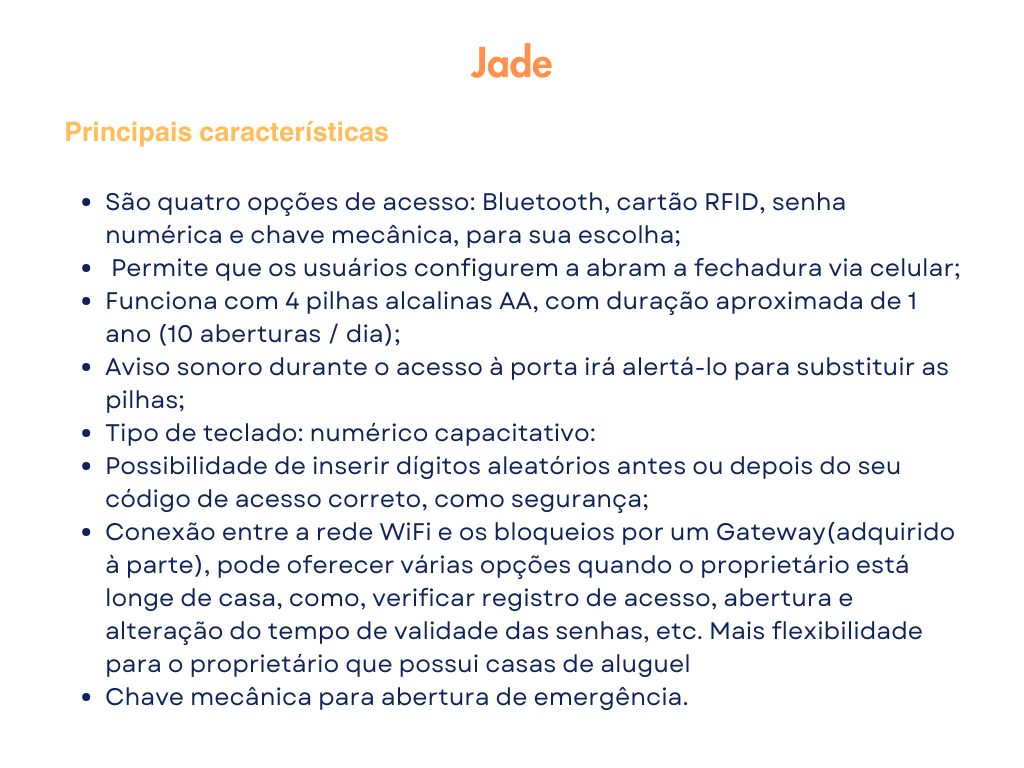 Jade
Principais características
• São quatro opções de acesso: Bluetooth, cartão RFID, senha
numérica e chave mecânica, para sua escolha;
• Permite que os usuários configurem a abram a fechadura via celular;
• Funciona com 4 pilhas alcalinas AA, com duração aproximada de 1
ano (10 aberturas / dia);
• Aviso sonoro durante o acesso à porta irá alertá-lo para substituir as
pilhas;
• Tipo de teclado: numérico capacitativo:
• Possibilidade de inserir dígitos aleatórios antes ou depois do seu
código de acesso correto, como segurança;
• Conexão entre a rede WiFi e os bloqueios por um Gateway(adquirido
à parte), pode oferecer várias opções quando o proprietário está
longe de casa, como, verificar registro de acesso, abertura e
alteração do tempo de validade das senhas, etc. Mais flexibilidade
para o proprietário que possui casas de aluguel
• Chave mecânica para abertura de emergência.